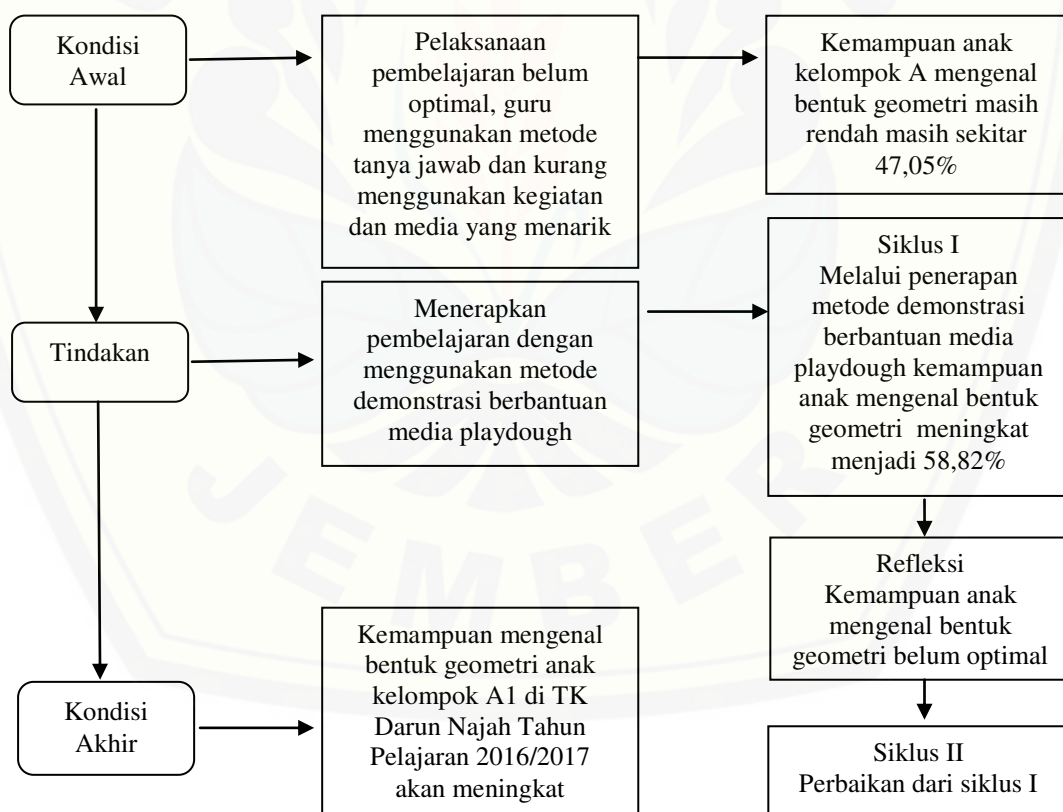 Kondisi
Awal
Pelaksanaan
pembelajaran belum
optimal, guru
menggunakan metode
tanya jawab dan kurang
menggunakan kegiatan
dan media yang menarik
Kemampuan anak
kelompok A mengenal
bentuk geometri masih
rendah masih sekitar
47,05%
Tindakan
Menerapkan
pembelajaran dengan
menggunakan metode
demonstrasi berbantuan
media playdough
Siklus I
Melalui penerapan
metode demonstrasi
berbantuan media
playdough kemampuan
anak mengenal bentuk
geometri meningkat
menjadi 58,82%
Refleksi
Kemampuan anak
mengenal bentuk
geometri belum optimal
Siklus II
Perbaikan dari siklus I
Kondisi
Akhir
Kemampuan mengenal
bentuk geometri anak
kelompok A1 di TK
Darun Najah Tahun
Pelajaran 2016/2017
akan meningkat
JEMBER